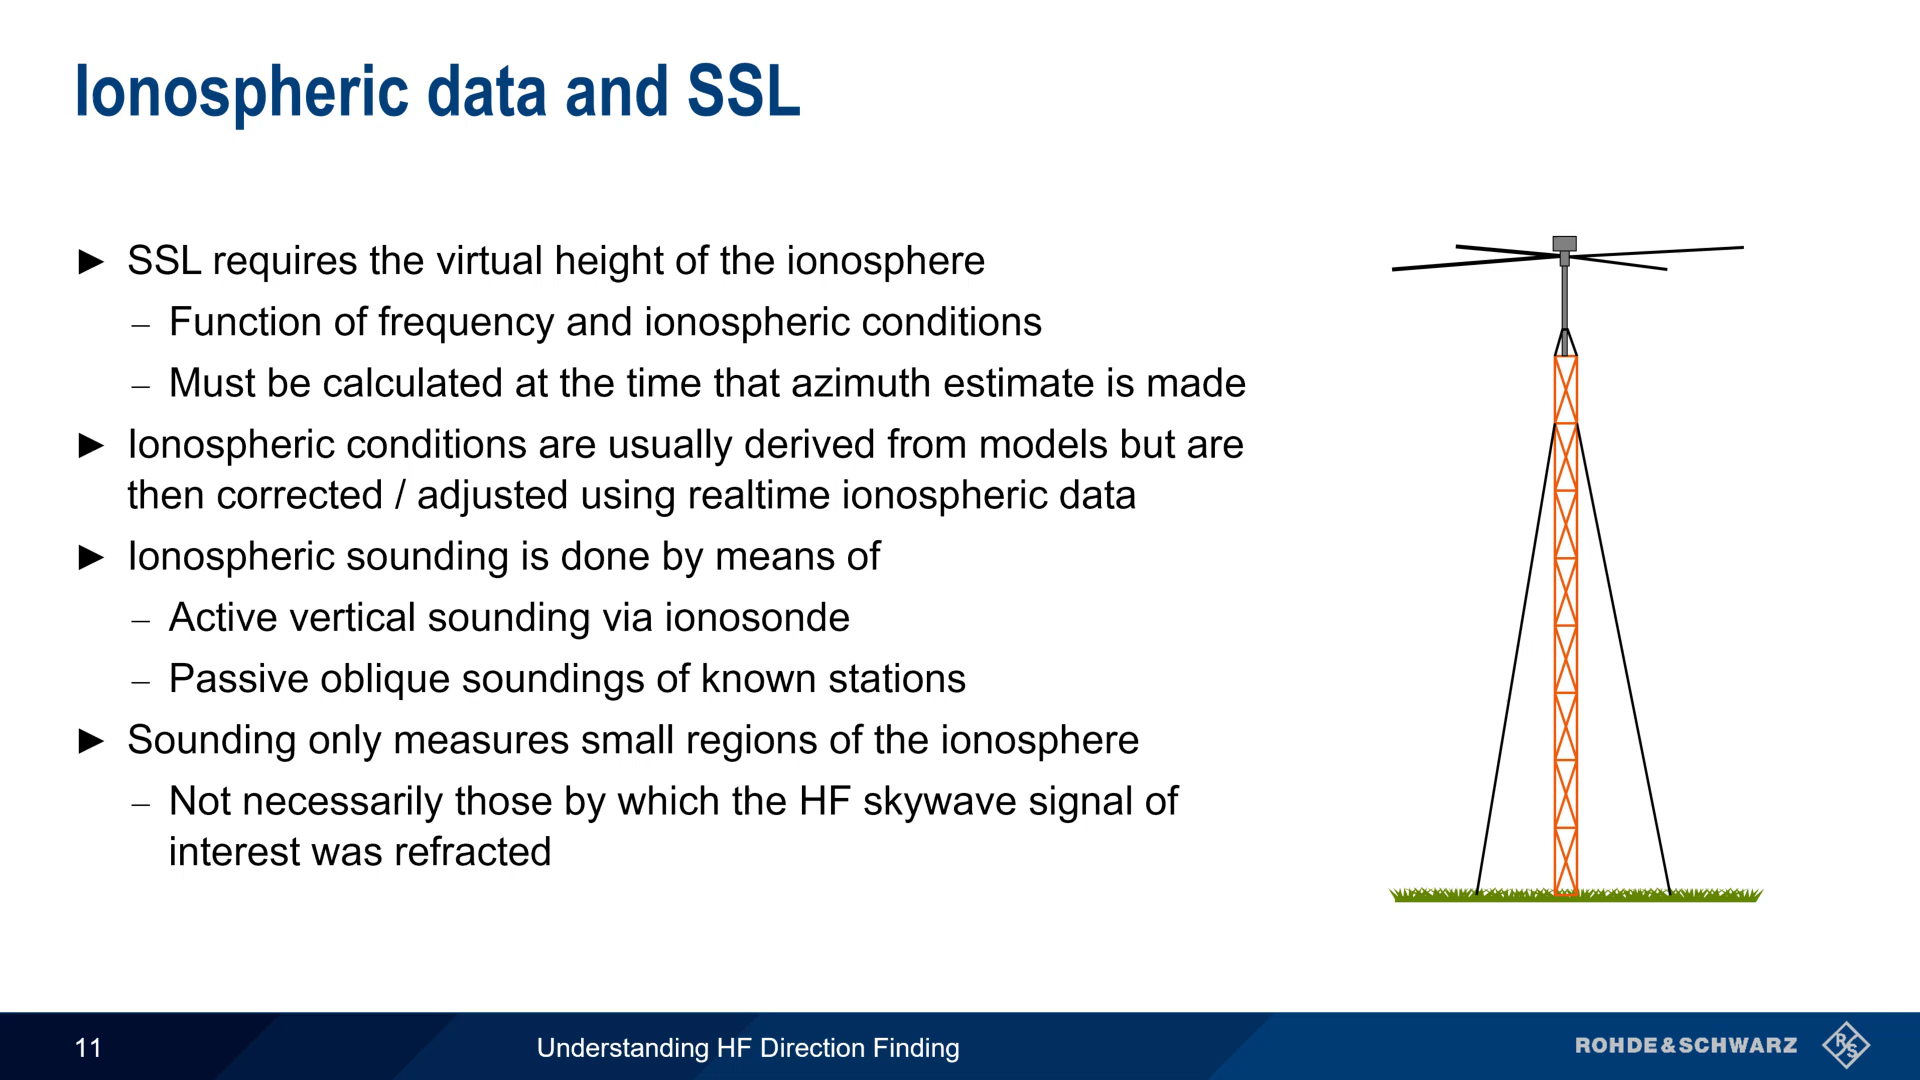 Ionospheric data and SSL
► SSL requires the virtual height of the ionosphere
– Function of frequency and ionospheric conditions
– Must be calculated at the time that azimuth estimate is made
► Ionospheric conditions are usually derived from models but are
then corrected / adjusted using realtime ionospheric data
► Ionospheric sounding is done by means of
– Active vertical sounding via ionosonde
– Passive oblique soundings of known stations
► Sounding only measures small regions of the ionosphere
– Not necessarily those by which the HF skywave signal of
interest was refracted
11
Understanding HF Direction Finding
ROHDE&SCHWARZ
R&S